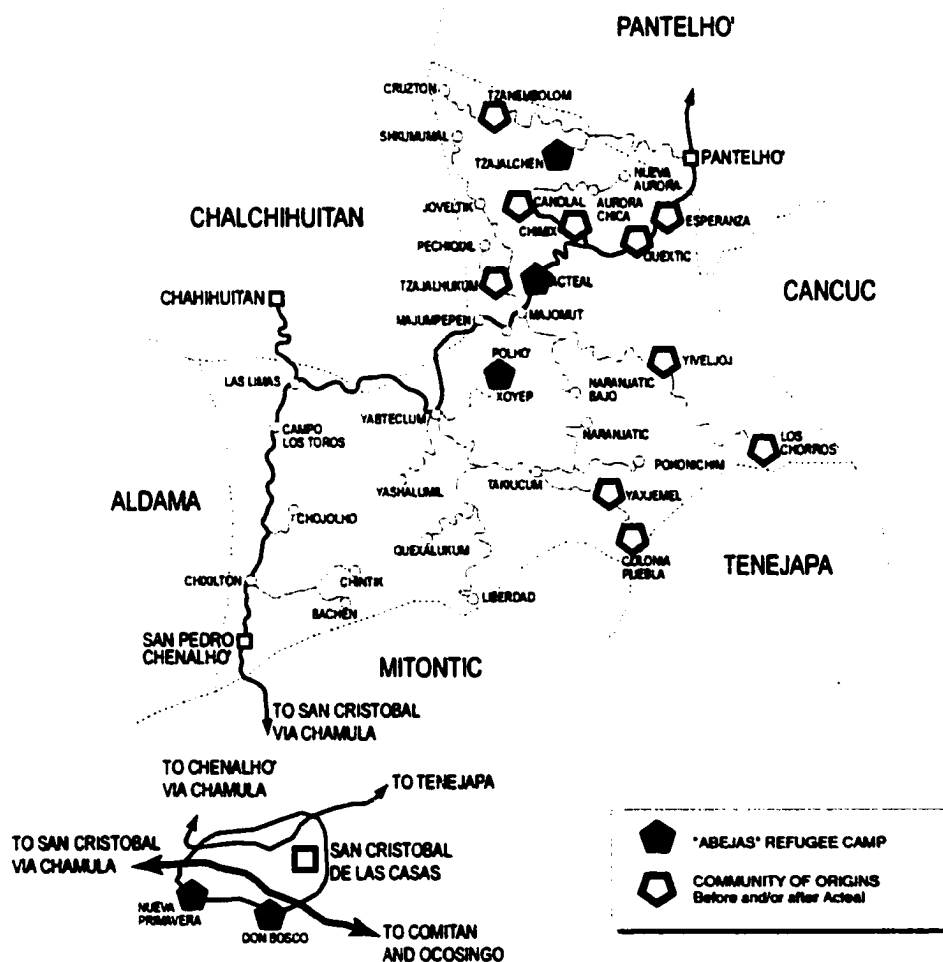 PANTELHO'
CRUZTON
TZANEMBOLOM
SHKUMUMAL
TZAJALCHEN
PANTELHO'
NUEVA
AURORA
JOVELTIK
CANOLAL
AURORA
CHICA
ESPERANZA
CHALCHIHUITAN
CHIMIX
PECHIQUIL
QUEXTIC
TZAJALHUKUM
ACTEAL
CANCUC
CHAHIHUITAN
MAJUMPEPEN
MAJOMUT
POLHO'
YIVELJOJ
LAS LIMAS
XOYEP
NARANJATIC
BAJO
YABTECLUM
CAMPO
LOS TOROS
NARANJATIC
LOS
CHORROS
POKONICHIM
ALDAMA
YASHALUMIL
TAKIUCUM
YAXJEMEL
CHOJOLHO
QUEXALUKUM
COLONIA
PUEBLA
TENEJAPA
CHIXILTON
CHINTIK
BACHEN
LIBERDAD
SAN PEDRO
CHENALHO'
MITONTIC
TO SAN CRISTOBAL
VIA CHAMULA
TO CHENALHO'
VIA CHAMULA
TO TENEJAPA
TO SAN CRISTOBAL
VIA CHAMULA
SAN CRISTOBAL
DE LAS CASAS
NUEVA
PRIMAVERA
DON BOSCO
TO COMITAN
AND OCOSINGO
"ABEJAS" REFUGEE CAMP
COMMUNITY OF ORIGINS
Before and/or after Acteal